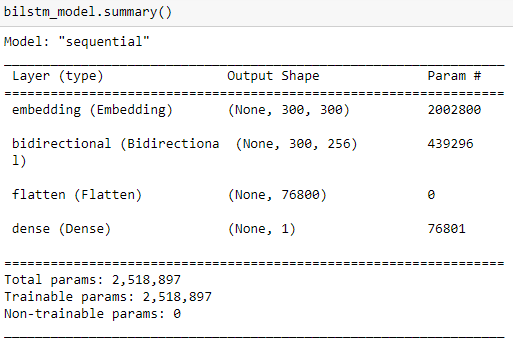 bilstm_model.summary()
Model: "sequential"
_________________________________________________________________
Layer (type) Output Shape Param #
=================================================================
embedding (Embedding) (None, 300, 300) 2002800
bidirectional (Bidirectiona (None, 300, 256) 439296
l)
flatten (Flatten) (None, 76800) 0
dense (Dense) (None, 1) 76801
=================================================================
Total params: 2,518,897
Trainable params: 2,518,897
Non-trainable params: 0
_________________________________________________________________